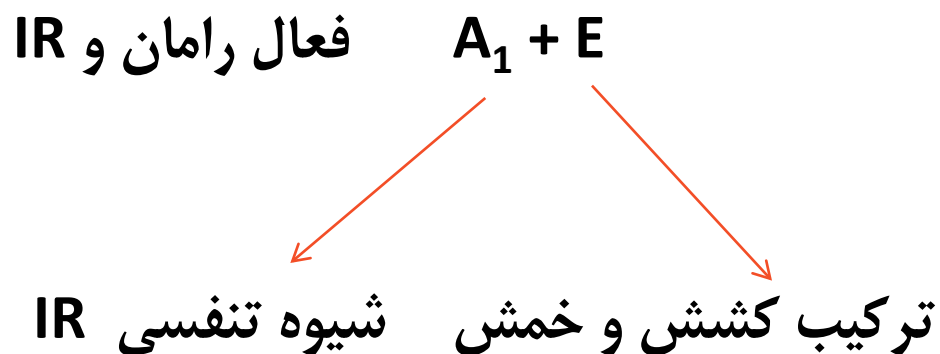 A₁ + E فعال رامان و IR
ترکیب کشش و خمش شیوه تنفسی IR